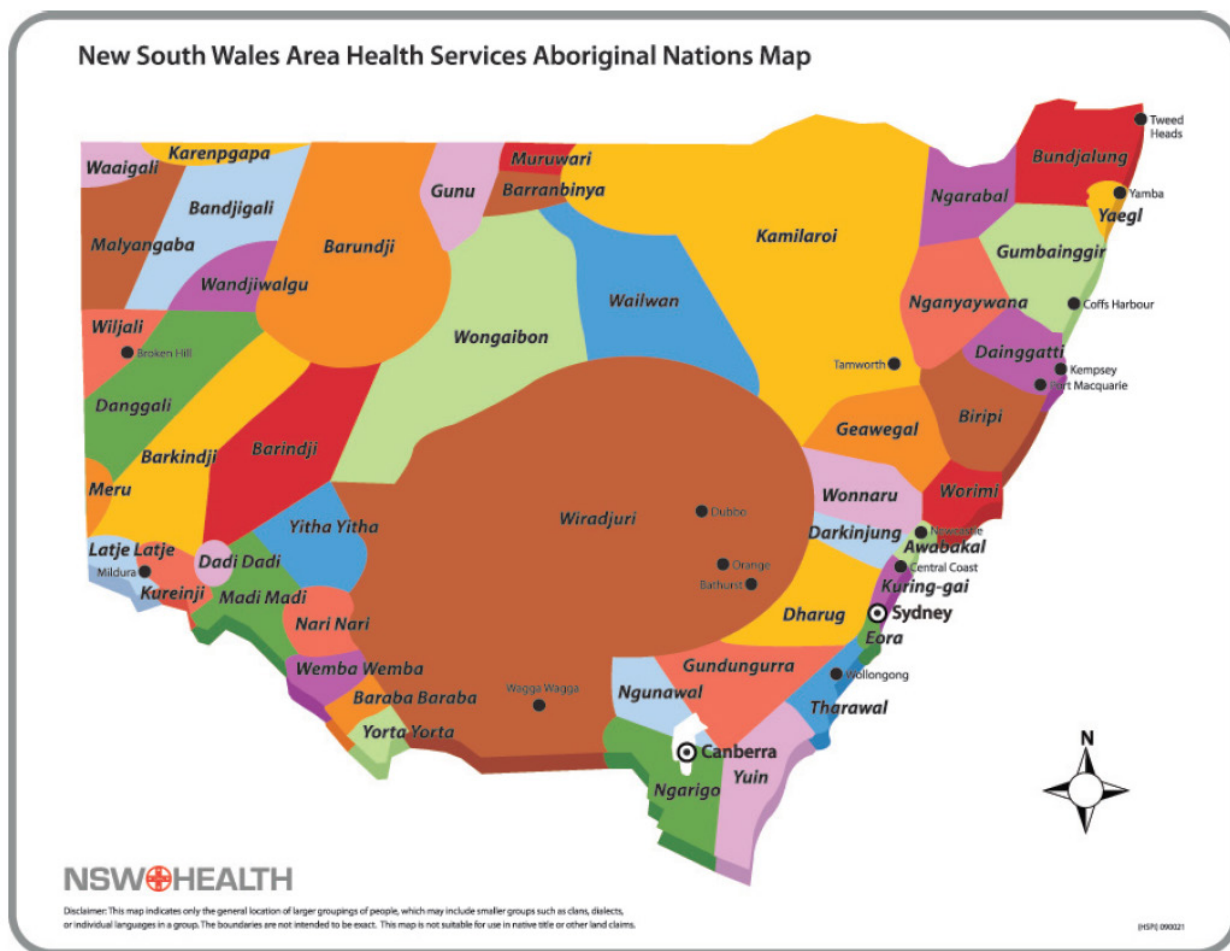 New South Wales Area Health Services Aboriginal Nations Map
Tweed
Heads
Karenpgapa
Muruwari
Bundjalung
Waaigali
Gunu
Barranbinya
Ngarabal
Yamba
Bandjigali
Yaegl
Malyangaba
Barundji
Kamilaroi
Gumbainggir
Wandjiwalgu
Wailwan
Nganyaywana
Coffs Harbour
Wiljali
Wongaibon
Broken Hill
Dainggatti
Tamworth
Kempsey
Port Macquarie
Danggali
Biripi
Geawegal
Barkindji
Barindji
Meru
Wonnaru
Worimi
Yitha Yitha
Wiradjuri
Dubbo
Darkinjung
Newcastle
Latje Latje
Awabakal
Dadi Dadi
Orange
Central Coast
Mildura
Bathurst
Kureinji
Kuring-gai
Madi Madi
Sydney
Nari Nari
Dharug
Eora
Wemba Wemba
Gundungurra
Wollongong
Wagga Wagga
Ngunawal
Baraba Baraba
Tharawal
Yorta Yorta
N
Canberra
Yuin
Ngarigo
NSW HEALTH
Disclaimer: This map indicates only the general location of larger groupings of people, which may include smaller groups such as clans, dialects,
or individual languages in a group. The boundaries are not intended to be exact. This map is not suitable for use in native title or other land claims.
(HSPI) 090021